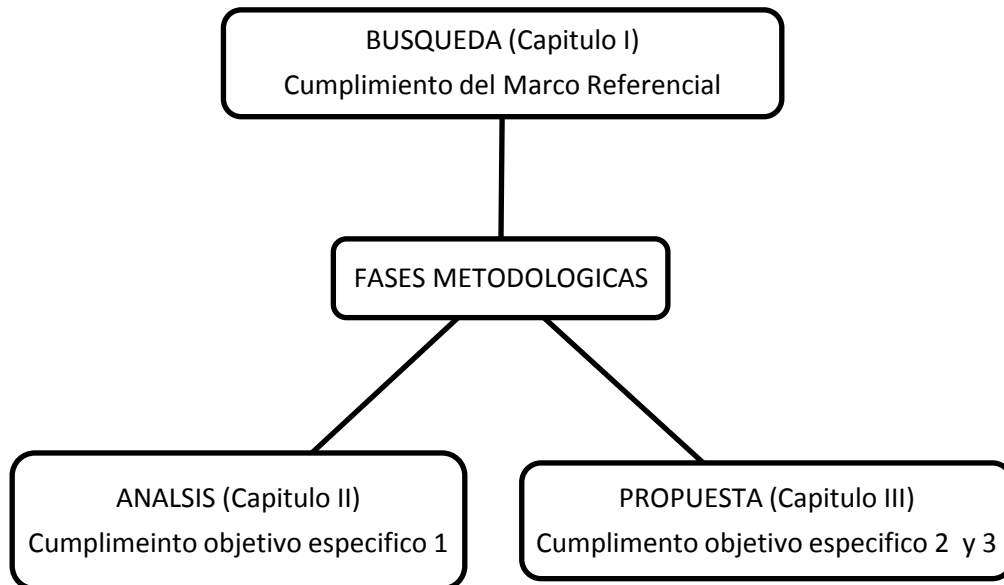 BUSQUEDA (Capitulo I)
Cumplimiento del Marco Referencial
FASES METODOLOGICAS
ANALSIS (Capitulo II)
Cumplimeinto objetivo especifico 1
PROPUESTA (Capitulo III)
Cumplimento objetivo especifico 2 y 3